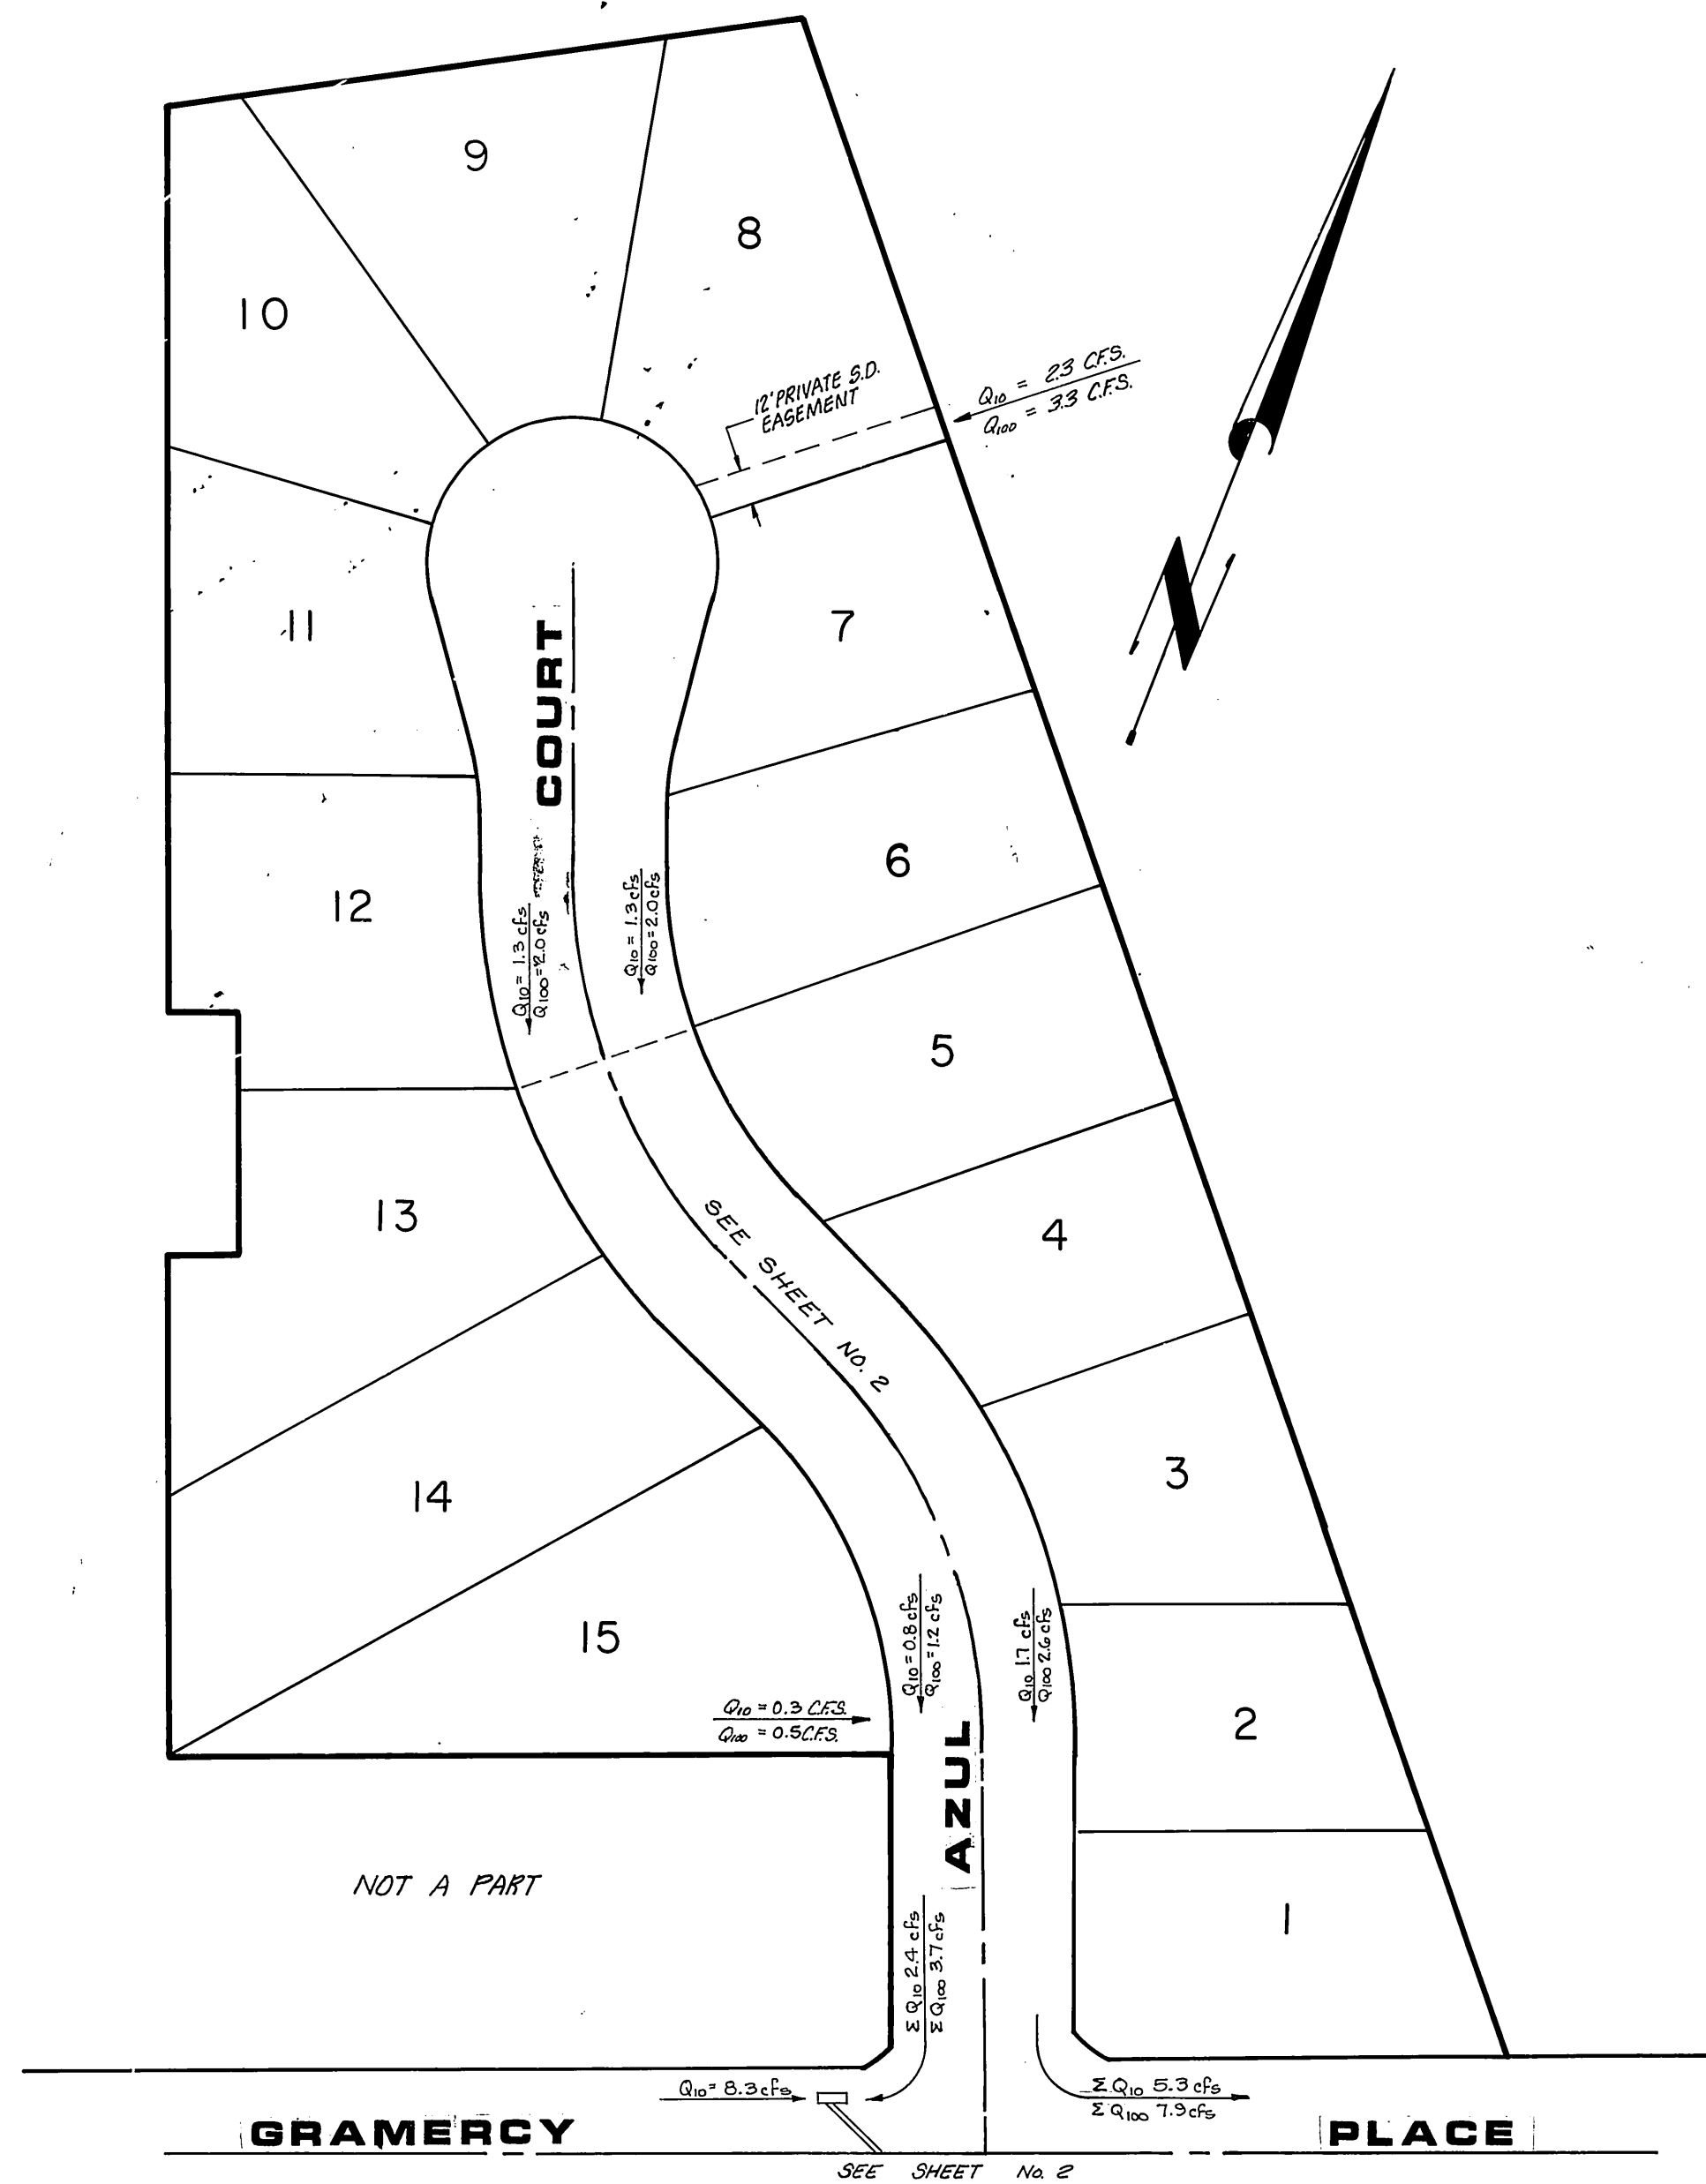 9
8
10
12' PRIVATE S.D.
EASEMENT
Q10 = 2.3 C.F.S.
Q100 = 3.3 C.F.S.
N
11
7
COURT
6
12
Q10 = 1.3 cfs
Q100 = 2.0 cfs
Q10 = 1.3 cfs
Q100 = 2.0 cfs
5
13
4
SEE SHEET NO. 2
3
14
15
Q10 = 0.8 cfs
Q100 = 1.2 cfs
Q10 1.7 cfs
Q100 2.6 cfs
Q10 = 0.3 C.F.S.
Q100 = 0.5 C.F.S.
2
AZUL
NOT A PART
1
Σ Q10 2.4 cfs
Σ Q100 3.7 cfs
Q10 = 8.3 cfs
Σ Q10 5.3 cfs
Σ Q100 7.9 cfs
GRAMERCY PLACE
SEE SHEET No. 2